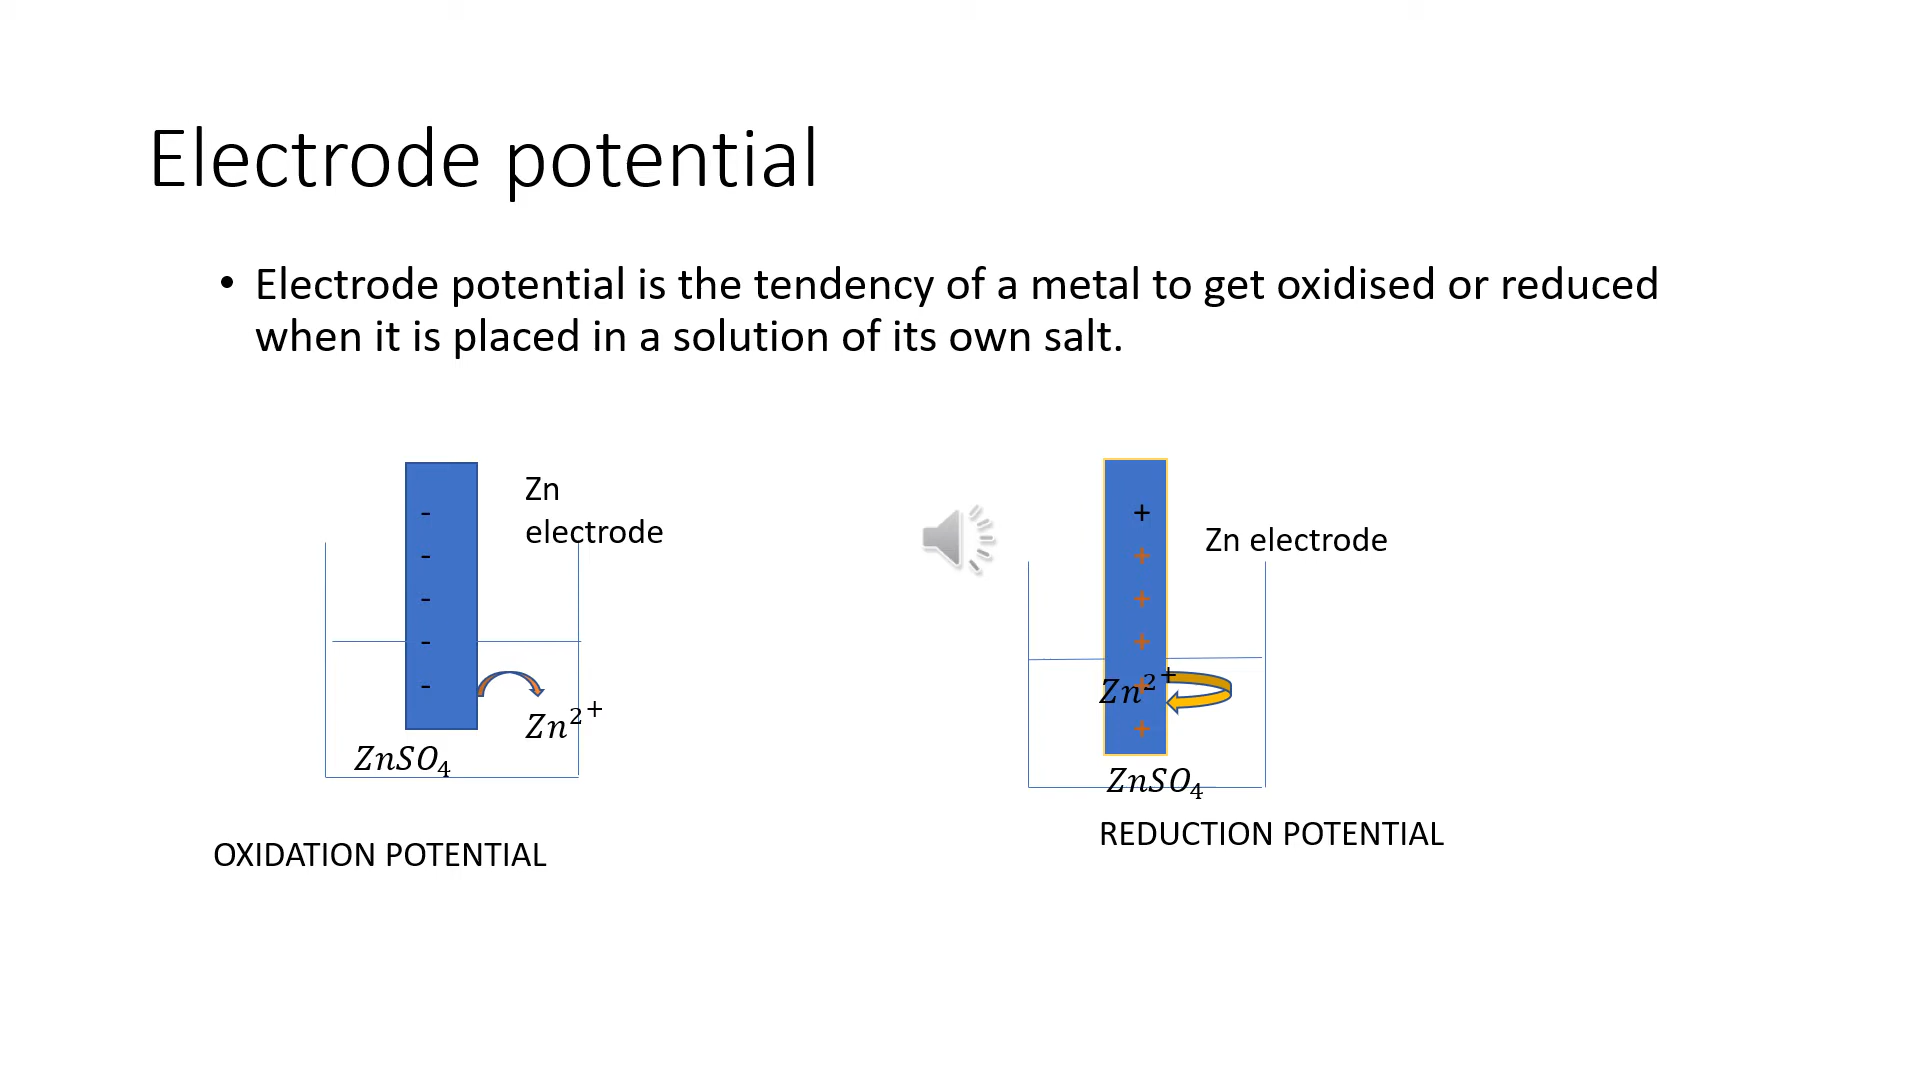 Electrode potential
• Electrode potential is the tendency of a metal to get oxidised or reduced
when it is placed in a solution of its own salt.
Zn
electrode
-
-
-
-
-
Zn²⁺
ZnSO₄
OXIDATION POTENTIAL
Zn electrode
+
+
+
+
+
+
Zn²⁺
ZnSO₄
REDUCTION POTENTIAL